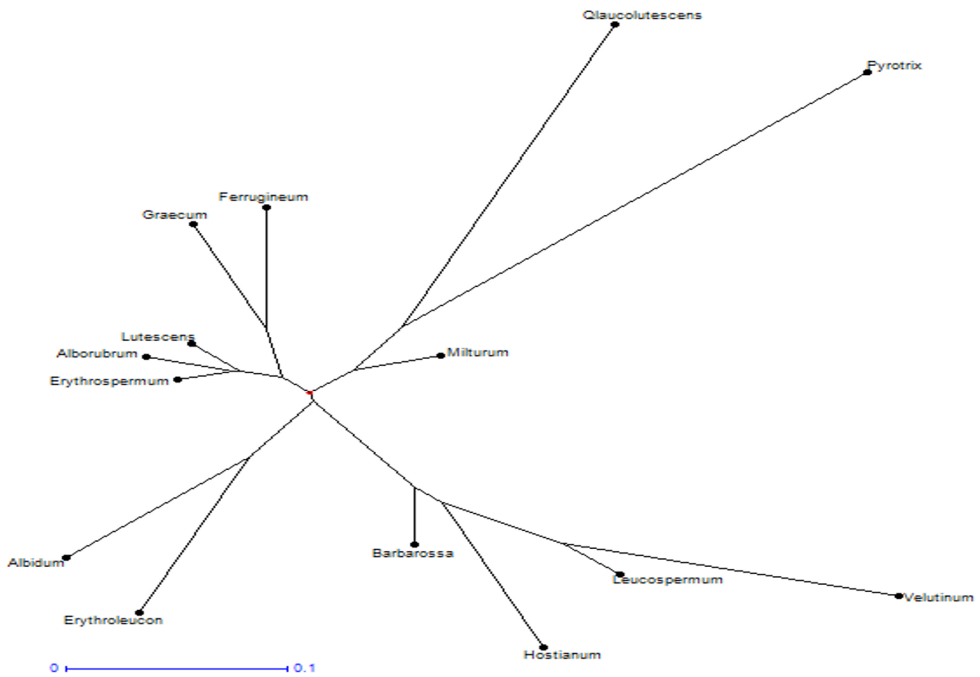 Qlaucolutescens
Pyrotrix
Ferrugineum
Graecum
Lutescens
Alborubrum
Milturum
Erythrospermum
Barbarossa
Albidum
Leucospermum
Velutinum
Erythroleucon
Hostianum
0 0.1